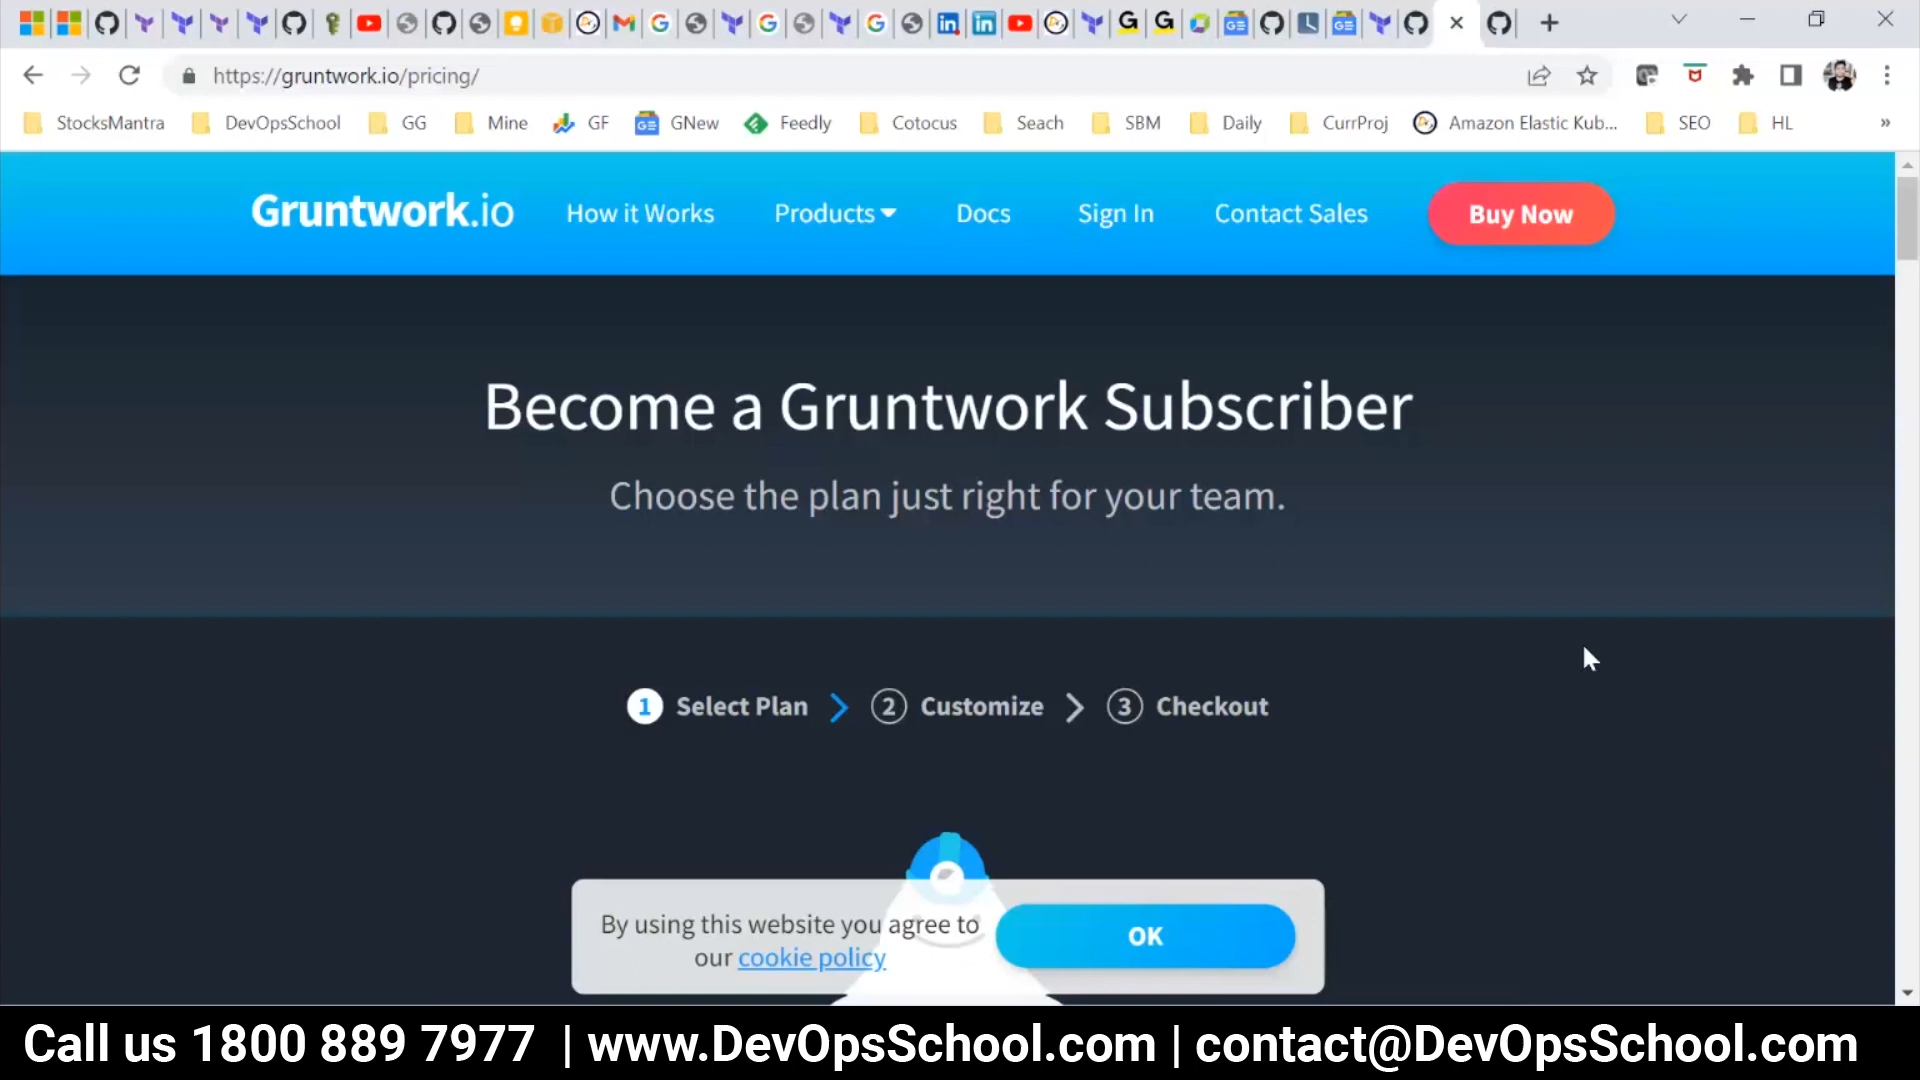 https://gruntwork.io/pricing/
StocksMantra DevOpsSchool GG Mine GF GNew Feedly Cotocus Seach SBM Daily CurrProj Amazon Elastic Kub... SEO HL »
Gruntwork.io How it Works Products Docs Sign In Contact Sales Buy Now
Become a Gruntwork Subscriber
Choose the plan just right for your team.
1 Select Plan 2 Customize 3 Checkout
By using this website you agree to
our cookie policy
OK
Call us 1800 889 7977 | www.DevOpsSchool.com | contact@DevOpsSchool.com